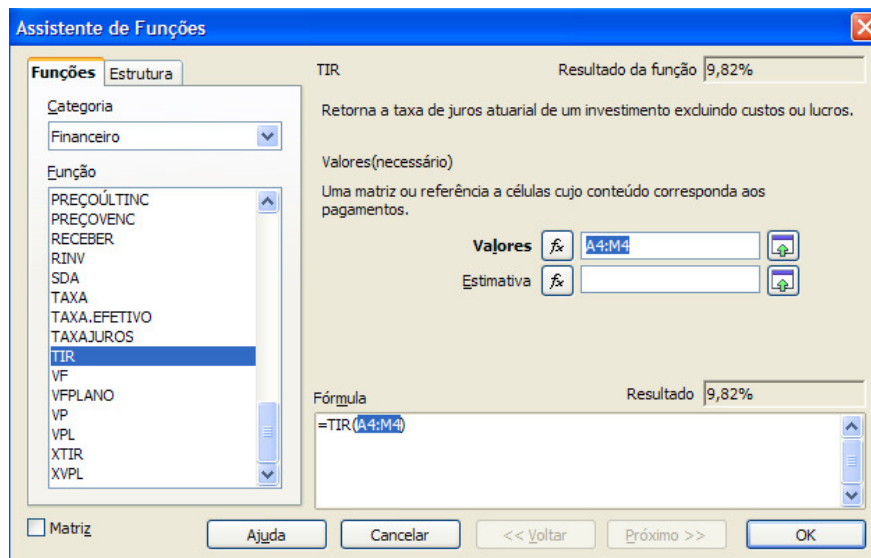 Assistente de Funções
Funções Estrutura
Categoria
Financeiro
Função
PREÇOÚLTINC
PREÇOVENC
RECEBER
RINV
SDA
TAXA
TAXA.EFETIVO
TAXAJUROS
TIR
VF
VFPLANO
VP
VPL
XTIR
XVPL
TIR Resultado da função 9,82%
Retorna a taxa de juros atuarial de um investimento excluindo custos ou lucros.
Valores(necessário)
Uma matriz ou referência a células cujo conteúdo corresponda aos
pagamentos.
Valores fx A4:M4
Estimativa fx
Fórmula Resultado 9,82%
=TIR(A4:M4)
Matriz Ajuda Cancelar << Voltar Próximo >> OK